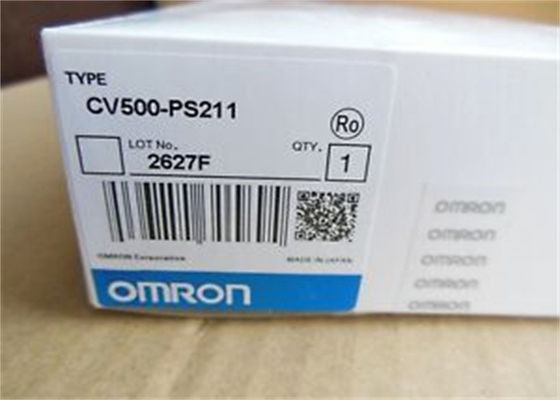 TYPE
CV500-PS211
Ro
LOT No.
2627F
QTY.
1
OMRON Corporation
MADE IN JAPAN
OMRON
OMRON
OMRON
OMRON
OMRON
OMRON